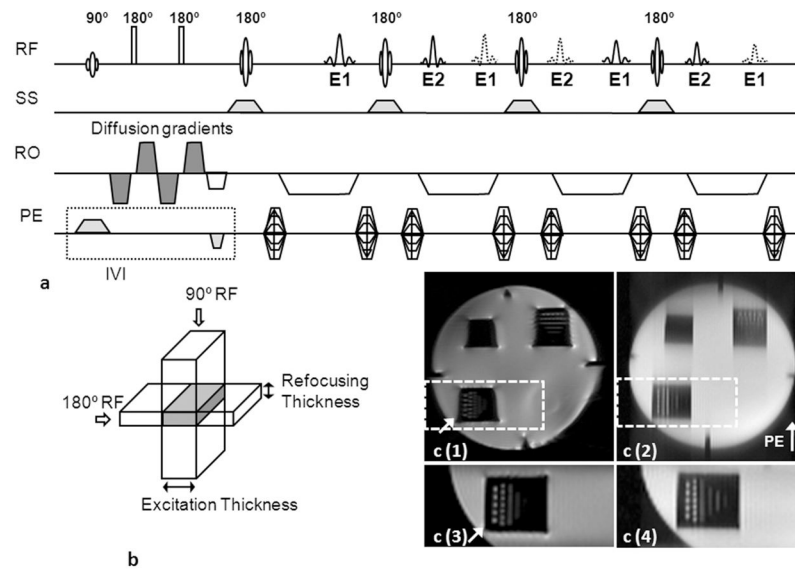 90° 180° 180° 180° 180° 180° 180°
RF
E1 E2 E1 E2 E1 E2 E1
SS
Diffusion gradients
RO
PE
IVI
a
90° RF
180° RF
Refocusing
Thickness
Excitation Thickness
b
c (1)
c (2)
PE
c (3)
c (4)